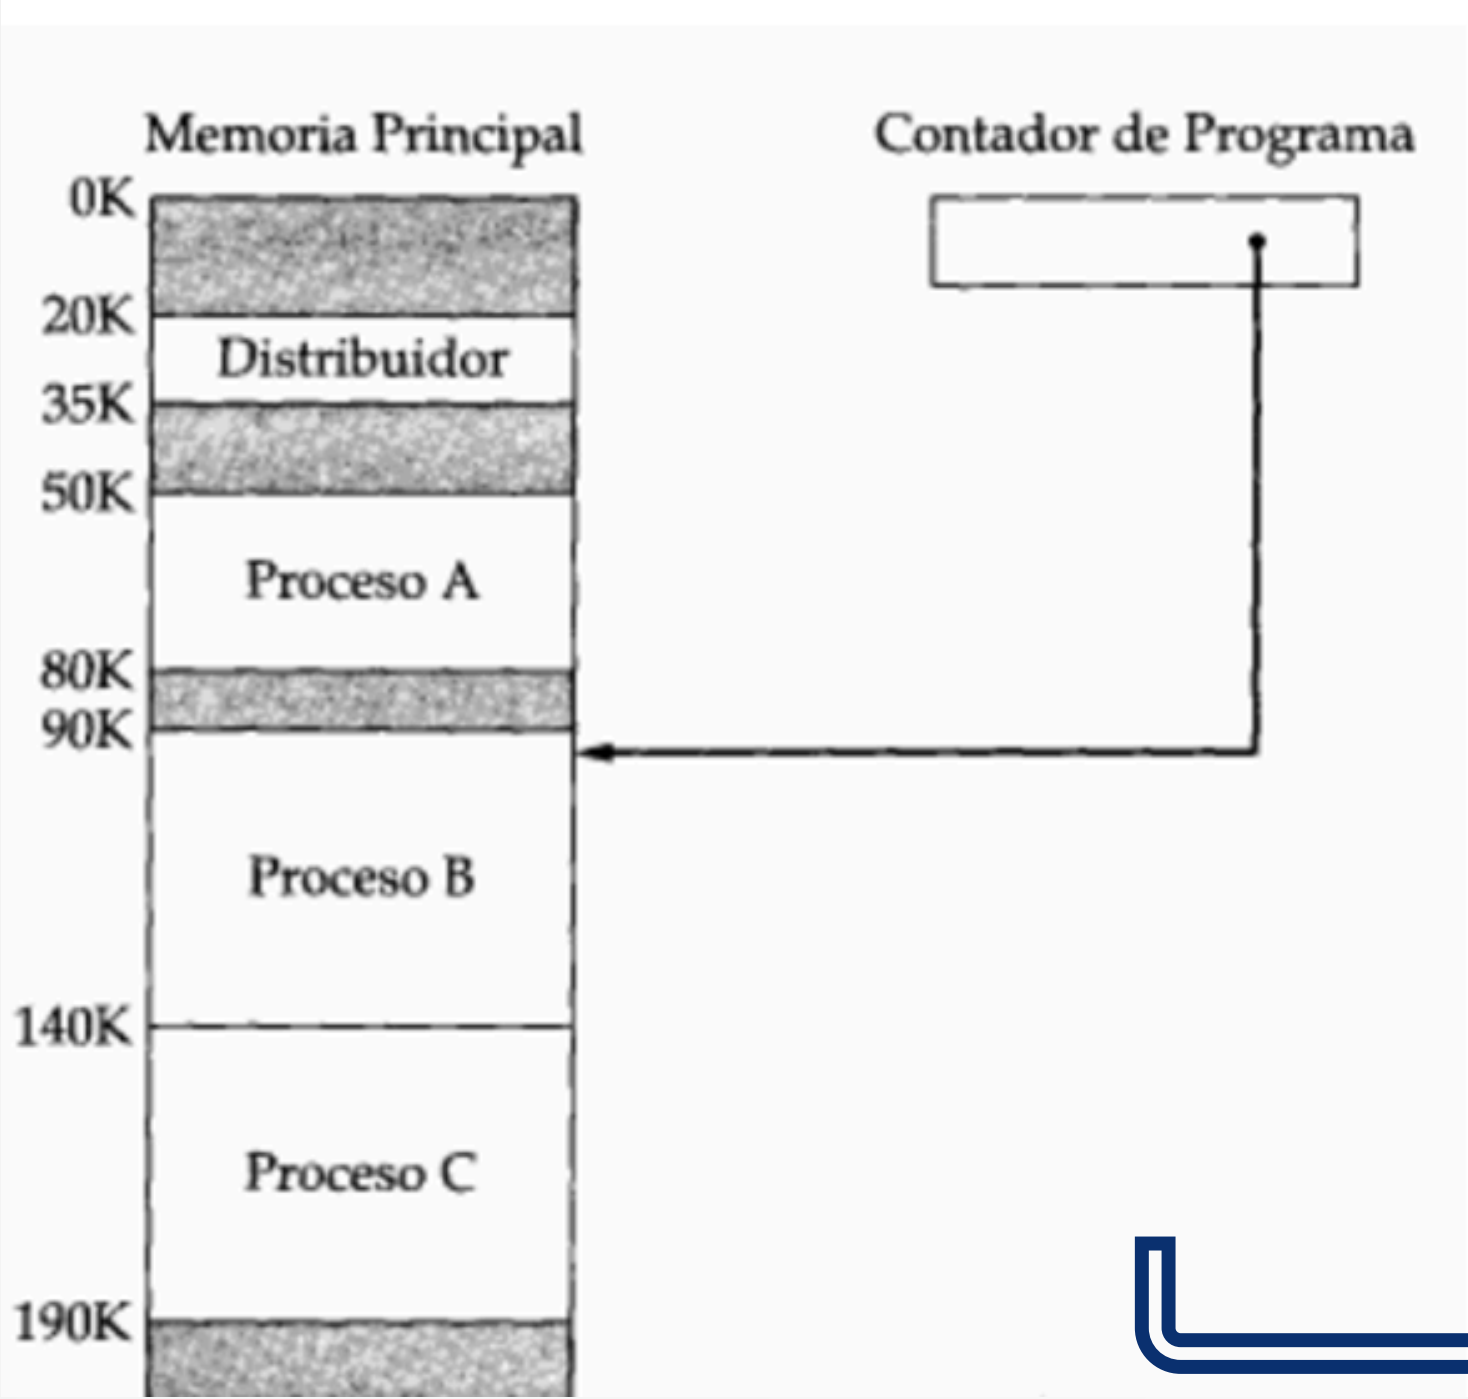 Memoria Principal
Contador de Programa
0K
20K
Distribuidor
35K
50K
Proceso A
80K
90K
Proceso B
140K
Proceso C
190K